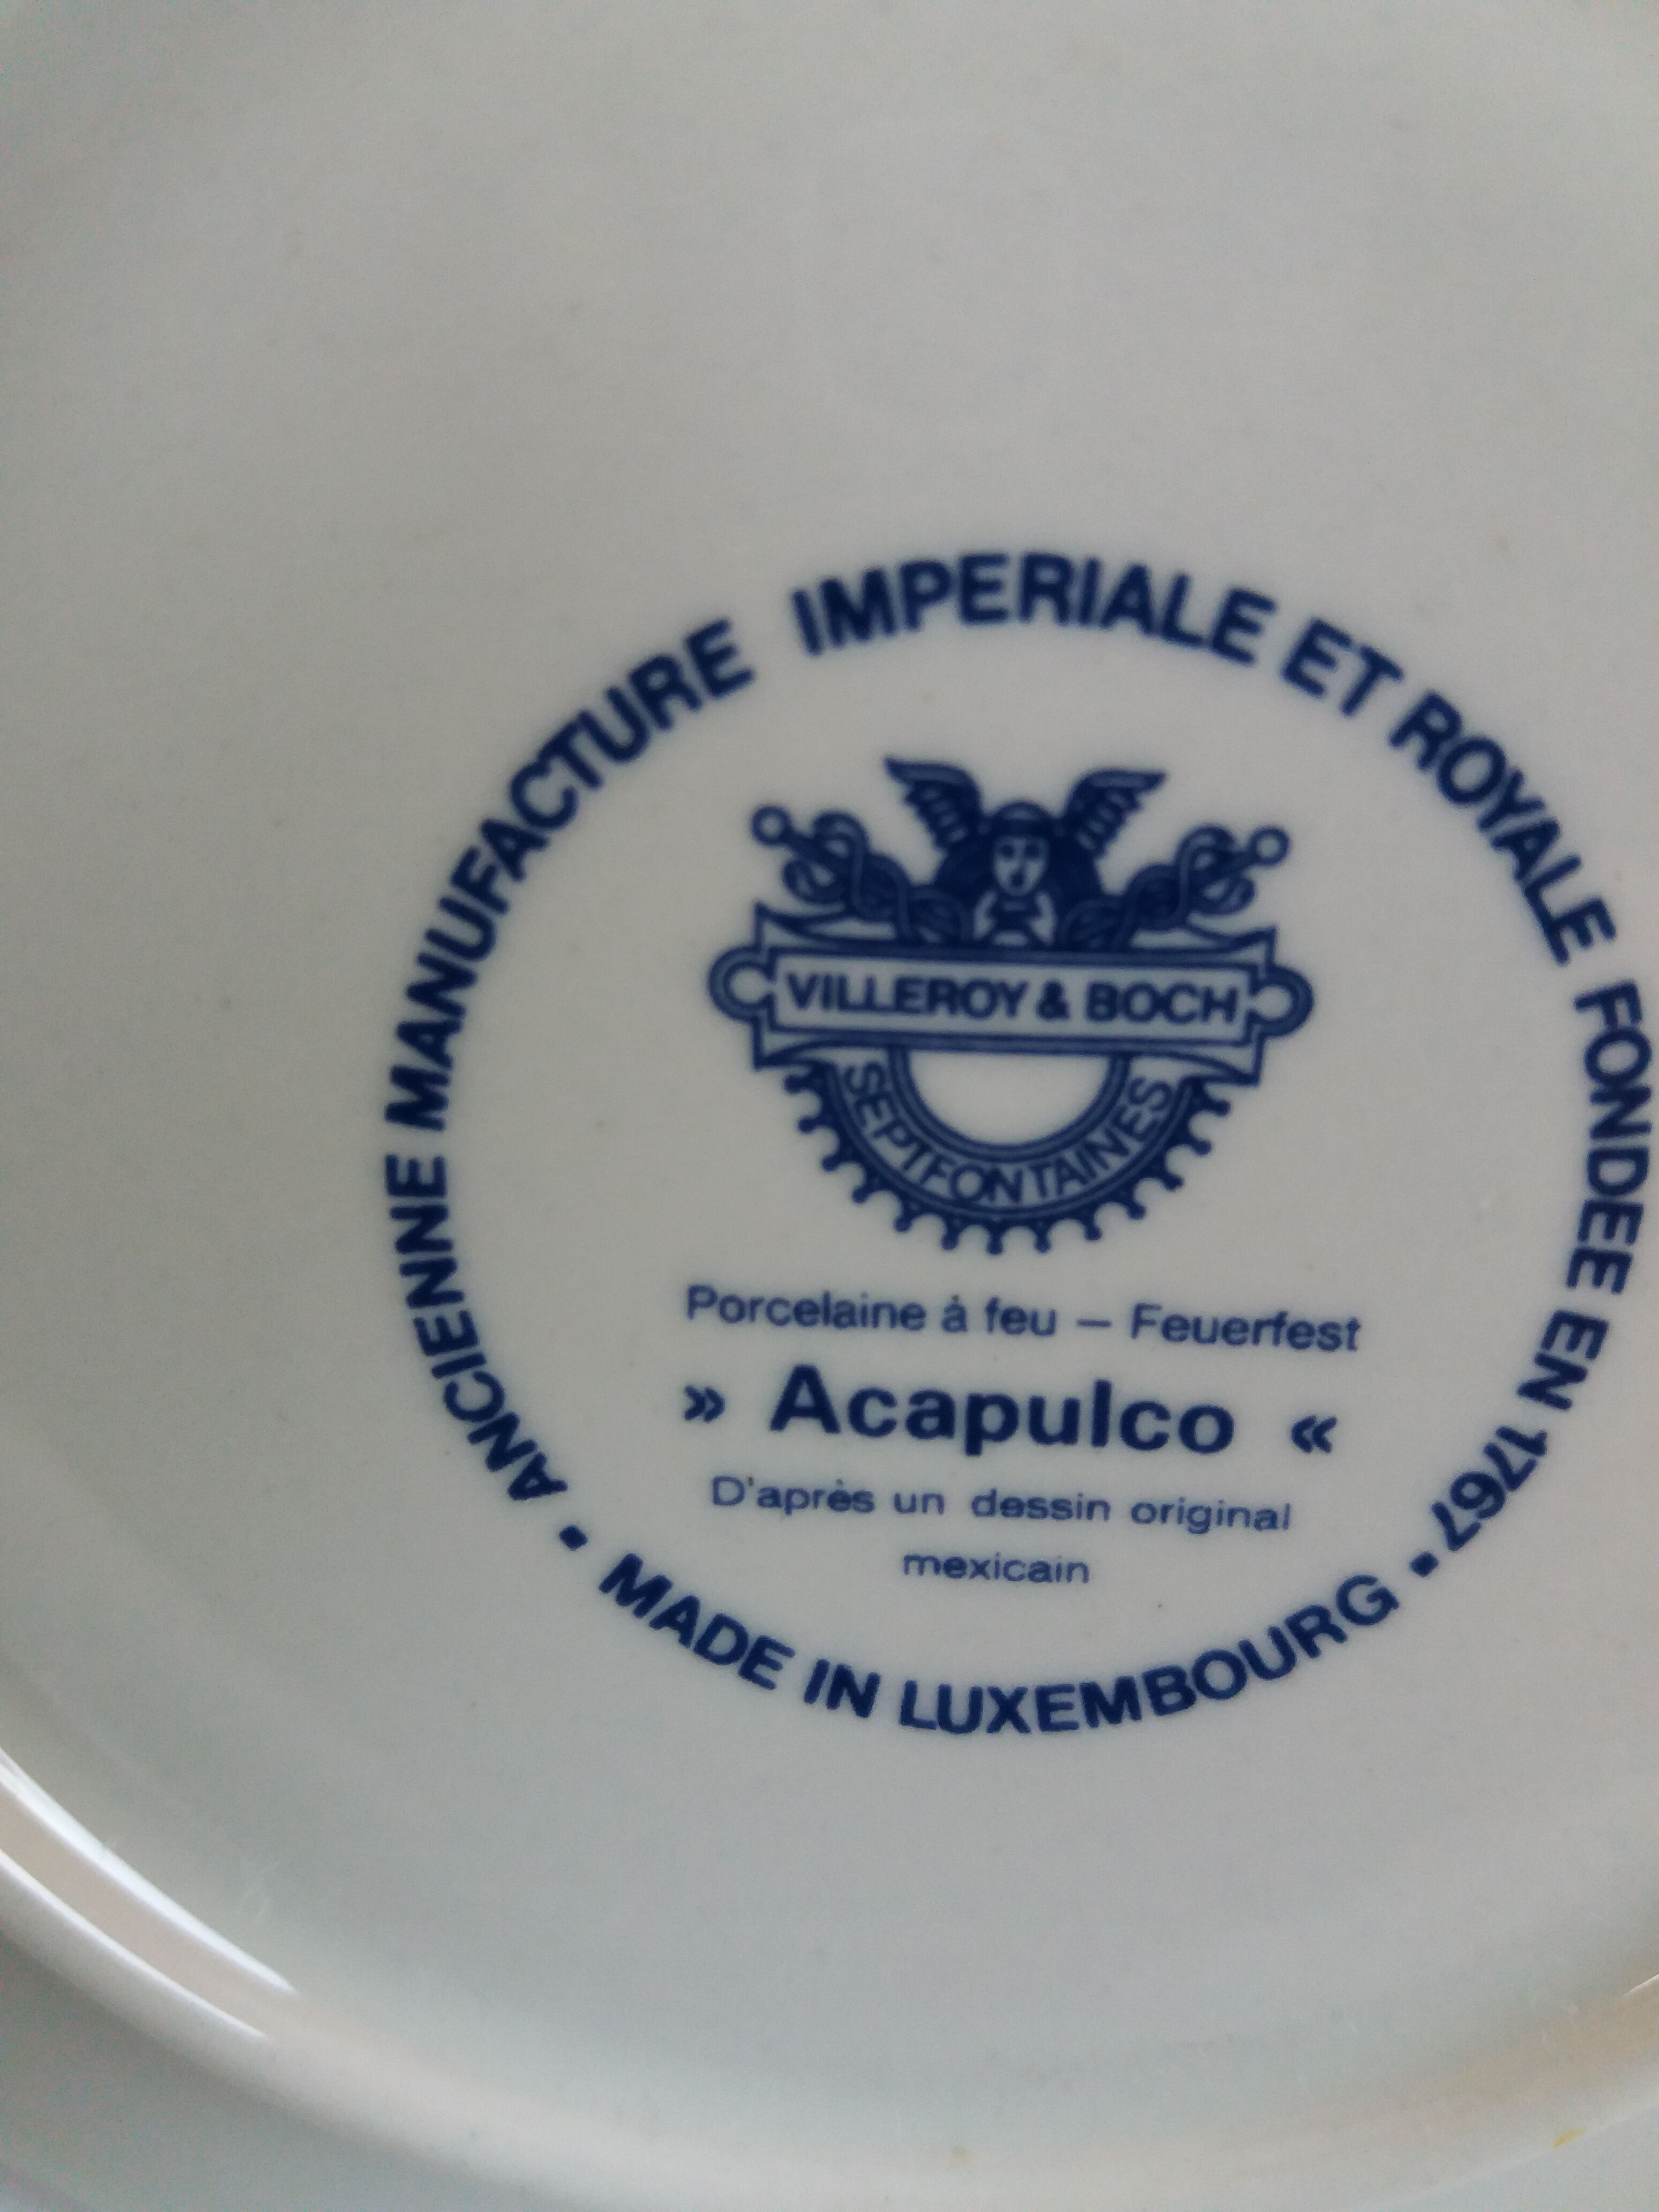 ANCIENNE MANUFACTURE IMPERIALE ET ROYALE FONDEE EN 1767 •
VILLEROY & BOCH
SEPTFONTAINES
Porcelaine à feu — Feuerfest
» Acapulco «
D'après un dessin original
mexicain
MADE IN LUXEMBOURG •